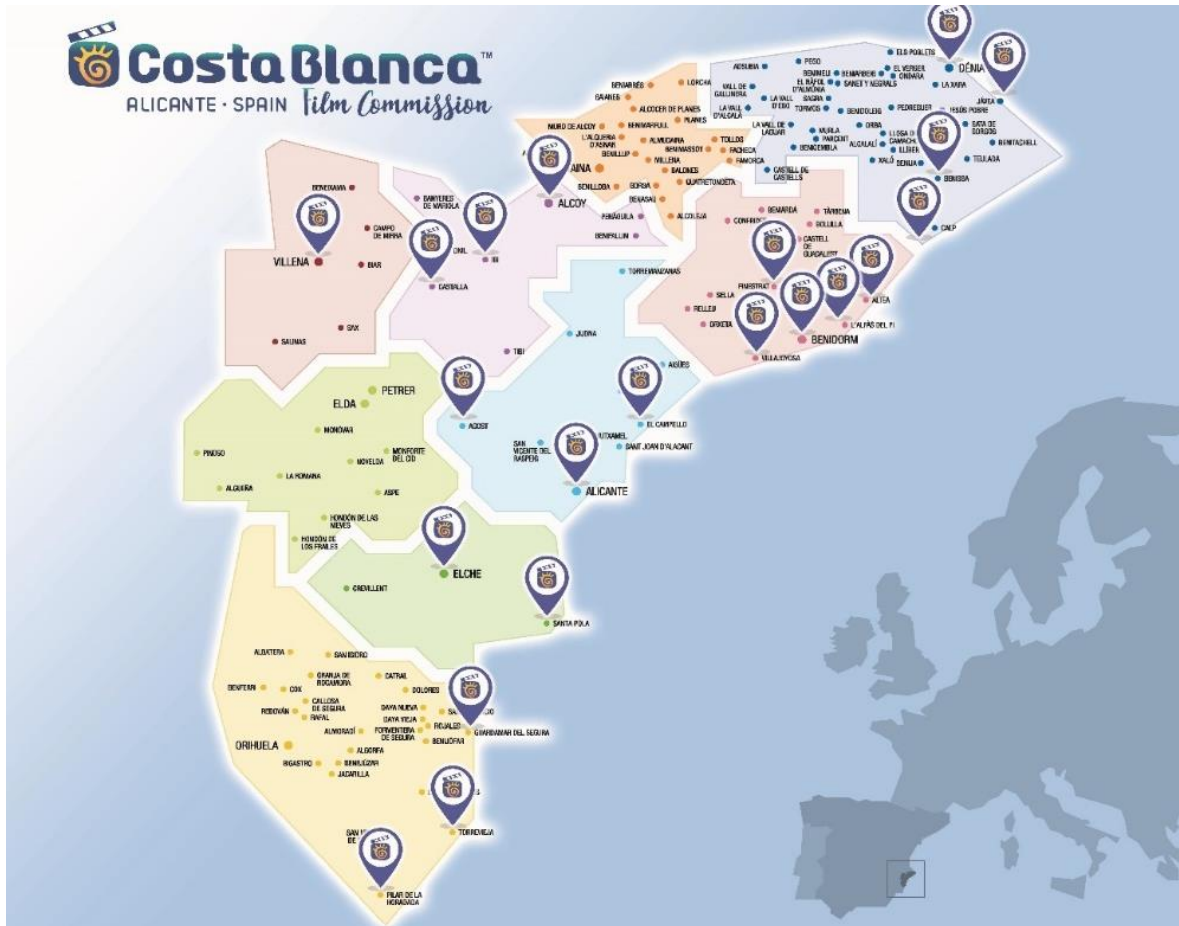 Costa Blanca™
ALICANTE · SPAIN Film Commission
ELS POBLETS
DÉNIA
LA XARA
JÁVEA
JESÚS POBRE
GATA DE
GORGOS
BENITACHELL
TEULADA
BENISSA
CALP
ADSUBIA
PEGO
BENIMELI
BENIARBEIG
EL VERGER
ONDARA
EL RÀFOL
D'ALMÚNIA
SANET Y NEGRALS
SAGRA
TORMOS
BENIDOLEIG
PEDREGUER
VALL DE
GALLINERA
LA VALL
D'ALCALÀ
LA VALL
D'EBO
LA VALL DE
LAGUAR
MURLA
PARCENT
BENIGEMBLA
ORBA
ALCALALÍ
LLÍBER
XALÓ
SENIJA
CASTELL DE
CASTELLS
BENIARRÉS
LORCHA
GAIANES
ALCOCER DE PLANES
PLANES
MURO DE ALCOY
BENIMARFULL
L'ALQUERIA
D'ASNAR
ALMUDAINA
TOLLOS
BENILLUP
BENIMASSOT
FACHECA
MILLENA
FAMORCA
BALONES
AINA
QUATRETONDETA
BENILLOBA
GORGA
BENASAU
ALCOLEJA
BENEIXAMA
CAMPO
DE MIRRA
VILLENA
BIAR
SAX
SALINAS
BANYERES
DE MARIOLA
ALCOY
PENÀGUILA
BENIFALLIM
ONIL
IBI
CASTALLA
TIBI
BENIARDÁ
TÀRBENA
CONFRIDES
BOLULLA
CASTELL
DE
GUADALEST
FINESTRAT
SELLA
RELLEU
ORXETA
VILLAJOYOSA
BENIDORM
L'ALFÀS DEL PI
ALTEA
TORREMANZANAS
JIJONA
AIGÜES
AGOST
EL CAMPELLO
MUTXAMEL
SANT JOAN D'ALACANT
SAN
VICENTE DEL
RASPEIG
ALICANTE
PETRER
ELDA
MONÓVAR
PINOSO
MONFORTE
DEL CID
NOVELDA
LA ROMANA
ALGUEÑA
ASPE
HONDÓN DE LAS
NIEVES
HONDÓN DE
LOS FRAILES
ELCHE
CREVILLENT
SANTA POLA
ALBATERA
SAN ISIDRO
GRANJA DE
ROCAMORA
CATRAL
BENFERRI
COX
DOLORES
CALLOSA
DE SEGURA
REDOVÁN
RAFAL
DAYA NUEVA
DAYA VIEJA
ROJALES
GUARDAMAR DEL SEGURA
ALMORADÍ
FORMENTERA
DE SEGURA
BENIJÓFAR
ORIHUELA
ALGORFA
BIGASTRO
BENEJÚZAR
JACARILLA
TORREVIEJA
PILAR DE LA
HORADADA